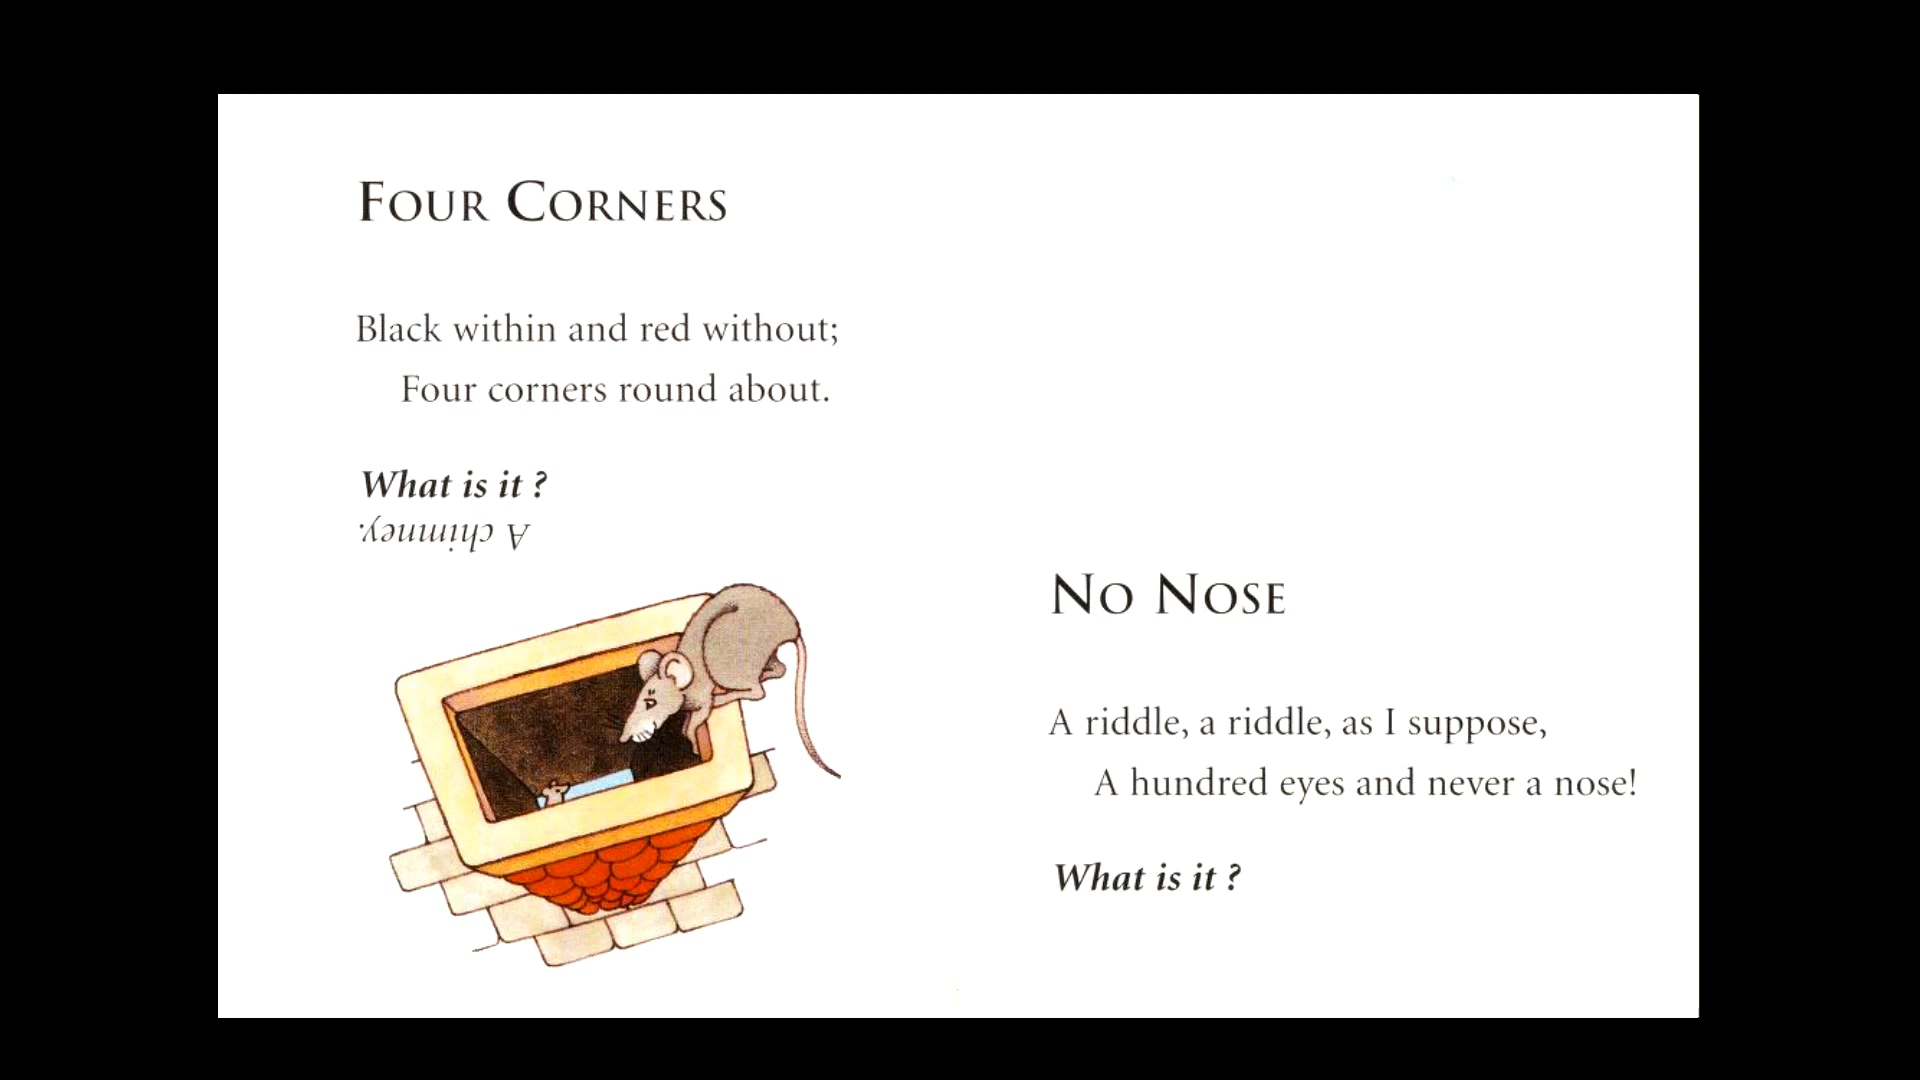 FOUR CORNERS
Black within and red without;
Four corners round about.
What is it ?
A chimney.
NO NOSE
A riddle, a riddle, as I suppose,
A hundred eyes and never a nose!
What is it ?